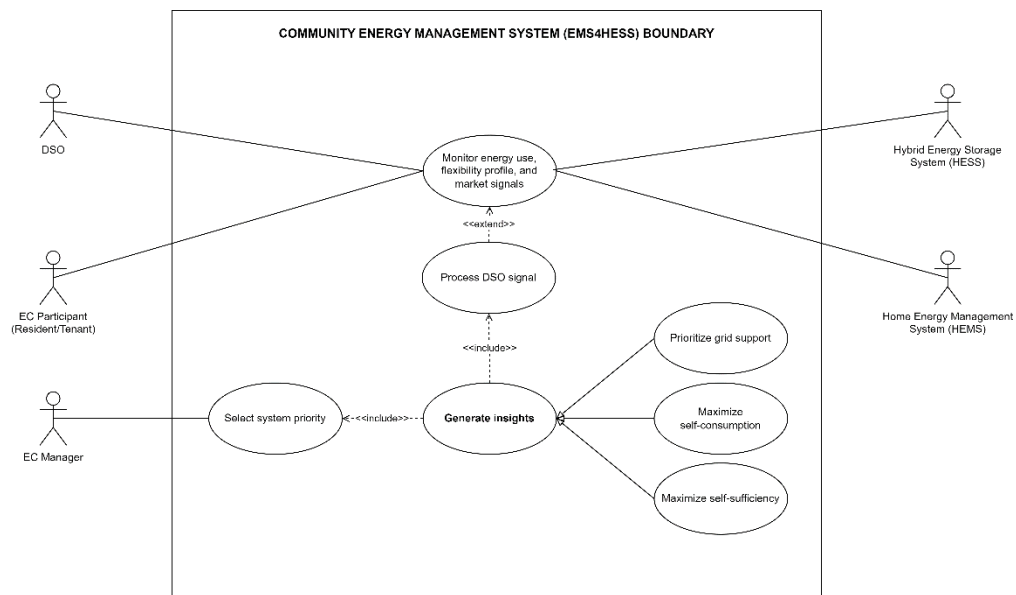 COMMUNITY ENERGY MANAGEMENT SYSTEM (EMS4HESS) BOUNDARY
DSO
Hybrid Energy Storage
System (HESS)
Monitor energy use,
flexibility profile, and
market signals
<<extend>>
Process DSO signal
EC Participant
(Resident/Tenant)
Home Energy Management
System (HEMS)
<<include>>
Prioritize grid support
Select system priority
<<include>>
Generate insights
Maximize
self-consumption
EC Manager
Maximize self-sufficiency